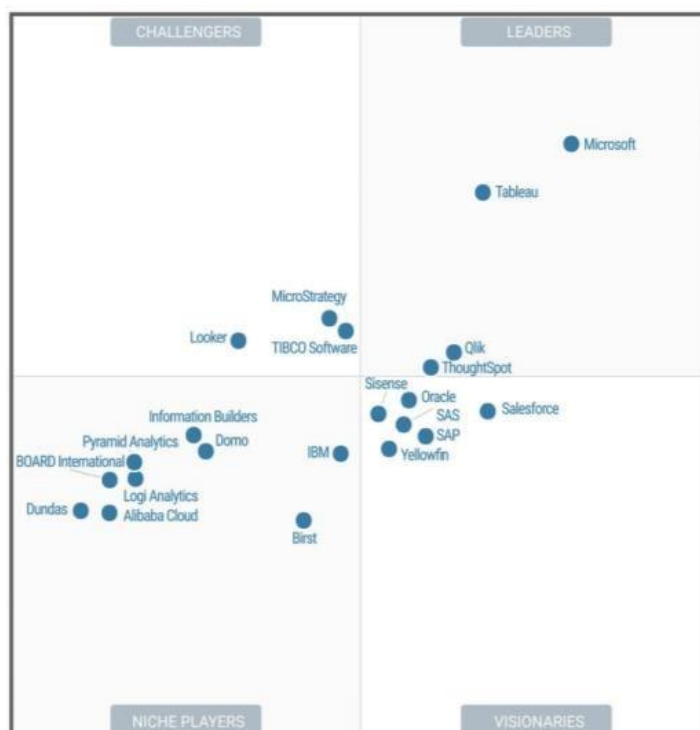 CHALLENGERS
LEADERS
Microsoft
Tableau
MicroStrategy
Looker
TIBCO Software
Qlik
ThoughtSpot
Sisense
Oracle
Salesforce
SAS
SAP
Yellowfin
Information Builders
Domo
Pyramid Analytics
IBM
BOARD International
Logi Analytics
Dundas
Alibaba Cloud
Birst
NICHE PLAYERS
VISIONARIES